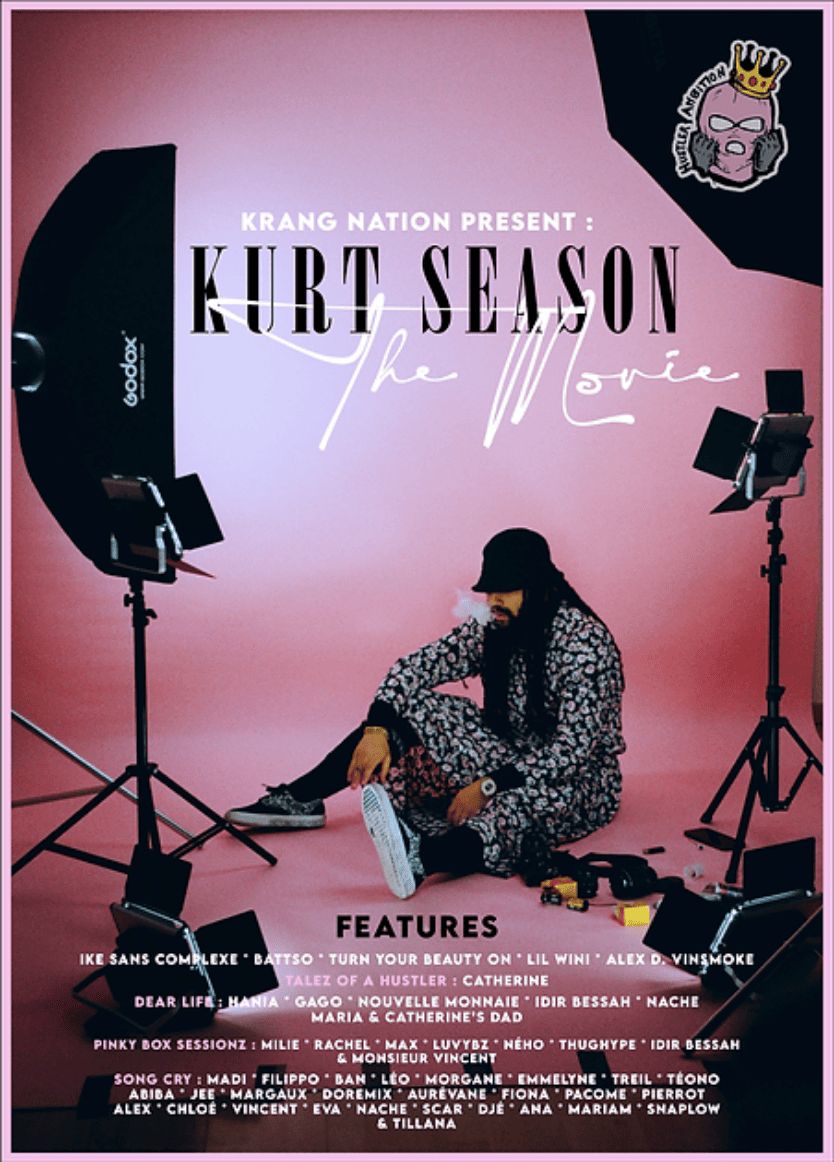 HUSTLER AMBITION
KRANG NATION PRESENT :
KURT SEASON
The Movie
Godox
FEATURES
IKE SANS COMPLEXE * BATTSO * TURN YOUR BEAUTY ON * LIL WINI * ALEX D. VINSMOKE
TALEZ OF A HUSTLER : CATHERINE
DEAR LIFE : HANIA * GAGO * NOUVELLE MONNAIE * IDIR BESSAH * NACHE
MARIA & CATHERINE'S DAD
PINKY BOX SESSIONZ : MILIE * RACHEL * MAX * LUVYBZ * NÉHO * THUGHYPE * IDIR BESSAH
& MONSIEUR VINCENT
SONG CRY : MADI * FILIPPO * BAN * LÉO * MORGANE * EMMELYNE * TREIL * TÉONO
ABIBA * JEE * MARGAUX * DOREMIX * AURÉVANE * FIONA * PACOME * PIERROT
ALEX * CHLOÉ * VINCENT * EVA * NACHE * SCAR * DJÉ * ANA * MARIAM * SNAPLOW
& TILLANA